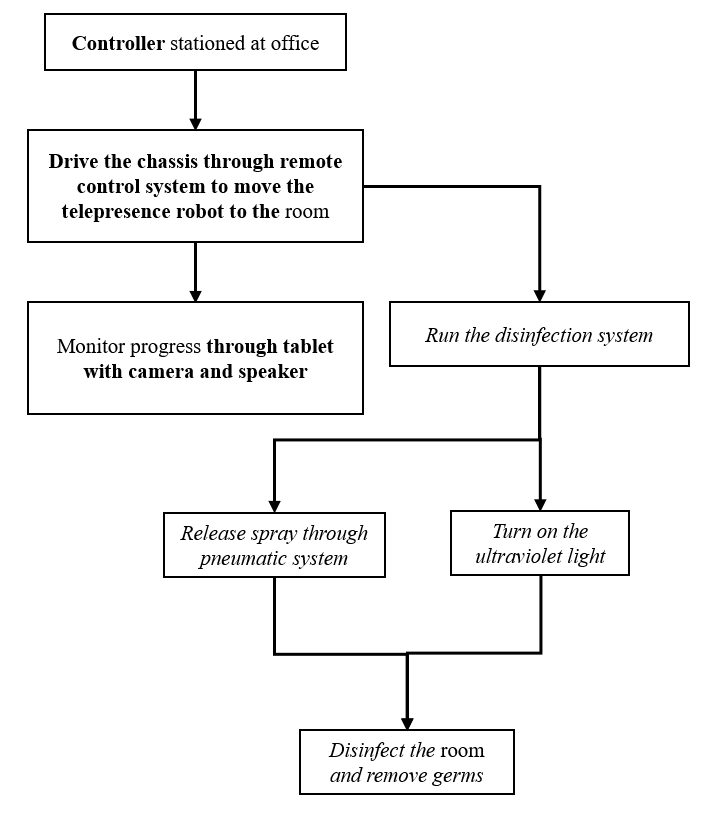 Controller stationed at office
Drive the chassis through remote
control system to move the
telepresence robot to the room
Monitor progress through tablet
with camera and speaker
Run the disinfection system
Release spray through
pneumatic system
Turn on the
ultraviolet light
Disinfect the room
and remove germs